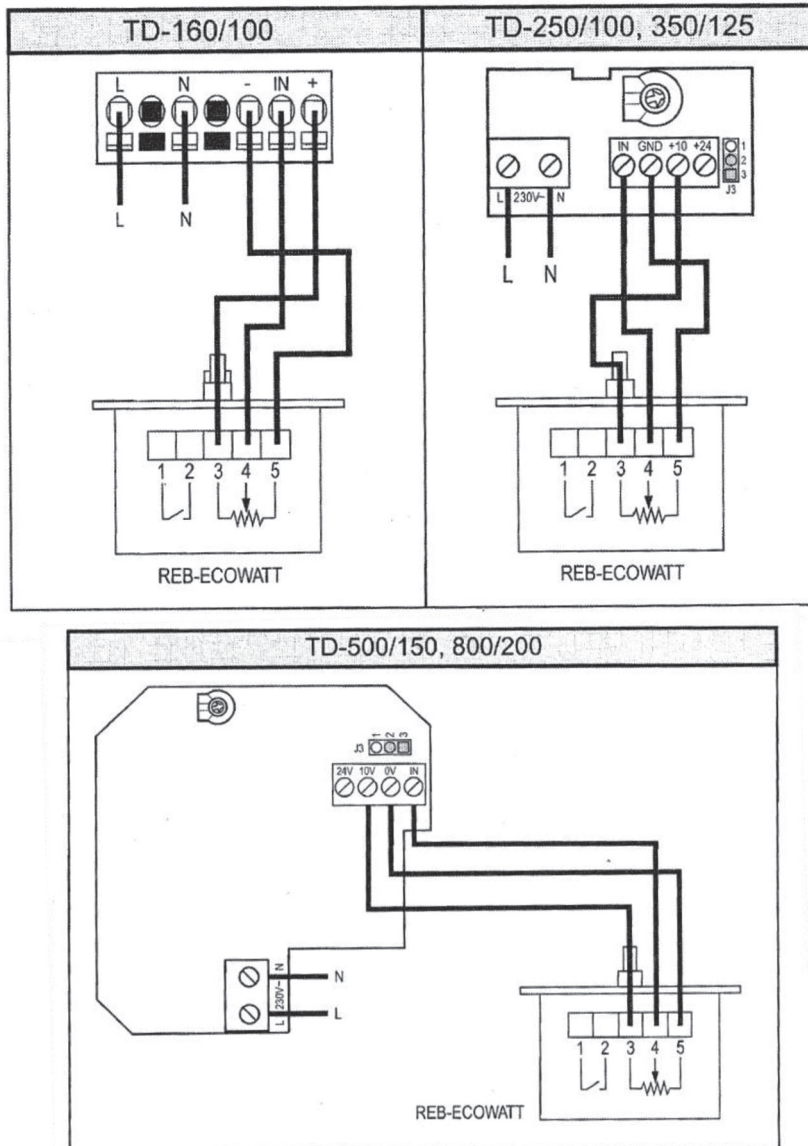 TD-160/100
L N - IN +
L N
1 2 3 4 5
REB-ECOWATT
TD-250/100, 350/125
IN GND +10 +24
1
2
3
J3
L 230V~ N
L N
1 2 3 4 5
REB-ECOWATT
TD-500/150, 800/200
J3 1 2 3
24V 10V 0V IN
L 230V~ N
N
L
1 2 3 4 5
REB-ECOWATT